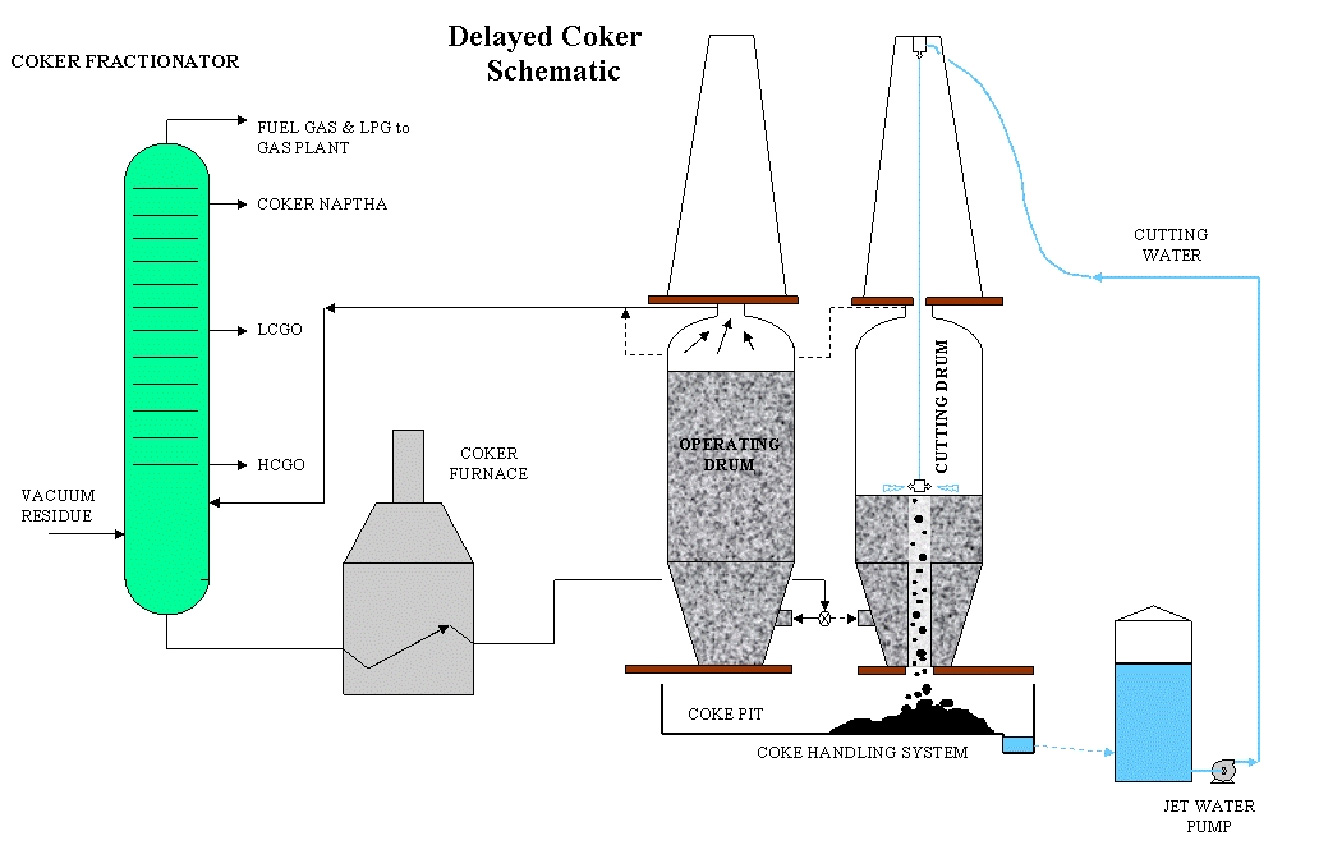 Delayed Coker
Schematic
COKER FRACTIONATOR
FUEL GAS & LPG to
GAS PLANT
COKER NAPTHA
CUTTING
WATER
LCGO
CUTTING DRUM
OPERATING
DRUM
COKER
FURNACE
HCGO
VACUUM
RESIDUE
COKE PIT
COKE HANDLING SYSTEM
JET WATER
PUMP